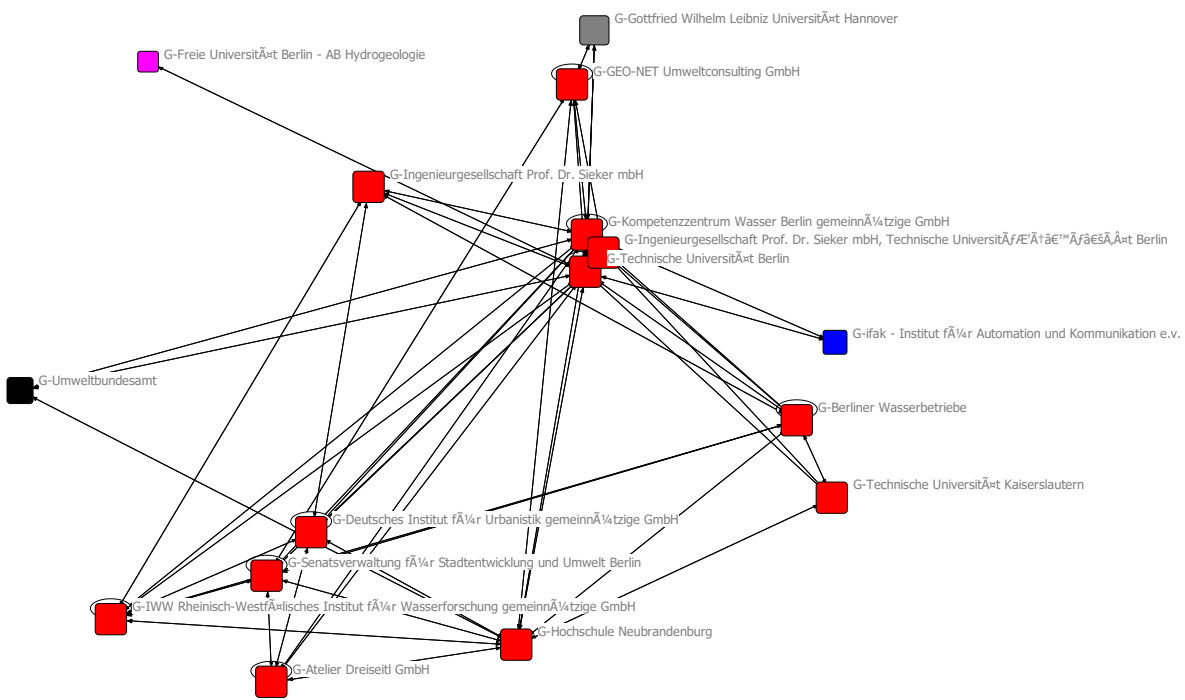 G-Gottfried Wilhelm Leibniz UniversitÃ¤t Hannover
G-Freie UniversitÃ¤t Berlin - AB Hydrogeologie
G-GEO-NET Umweltconsulting GmbH
G-Ingenieurgesellschaft Prof. Dr. Sieker mbH
G-Kompetenzzentrum Wasser Berlin gemeinnÃ¼tzige GmbH
G-Ingenieurgesellschaft Prof. Dr. Sieker mbH, Technische UniversitÃƒÆ’Ã†â€™Ãƒâ€šÃ‚Â¤t Berlin
G-Technische UniversitÃ¤t Berlin
G-ifak - Institut fÃ¼r Automation und Kommunikation e.v.
G-Umweltbundesamt
G-Berliner Wasserbetriebe
G-Technische UniversitÃ¤t Kaiserslautern
G-Deutsches Institut fÃ¼r Urbanistik gemeinnÃ¼tzige GmbH
G-Senatsverwaltung fÃ¼r Stadtentwicklung und Umwelt Berlin
G-IWW Rheinisch-WestfÃ¤lisches Institut fÃ¼r Wasserforschung gemeinnÃ¼tzige GmbH
G-Hochschule Neubrandenburg
G-Atelier Dreiseitl GmbH